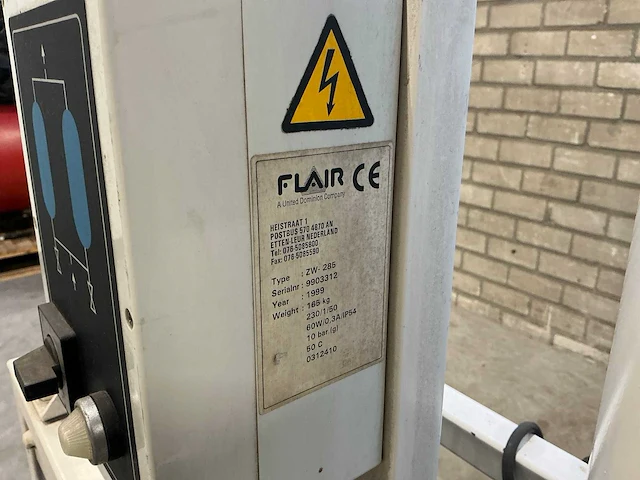 FLAIR CE
A United Dominion Company
HEISTRAAT 1
POSTBUS 570 4870 AN
ETTEN-LEUR NEDERLAND
Tel: 076-5085800
Fax: 076-5085580
Type : ZW- 285
Serialnr : 9903312
Year : 1999
Weight : 165 kg
230/1/50
60W/0,3A/IP54
10 bar (g)
50 C
0312410